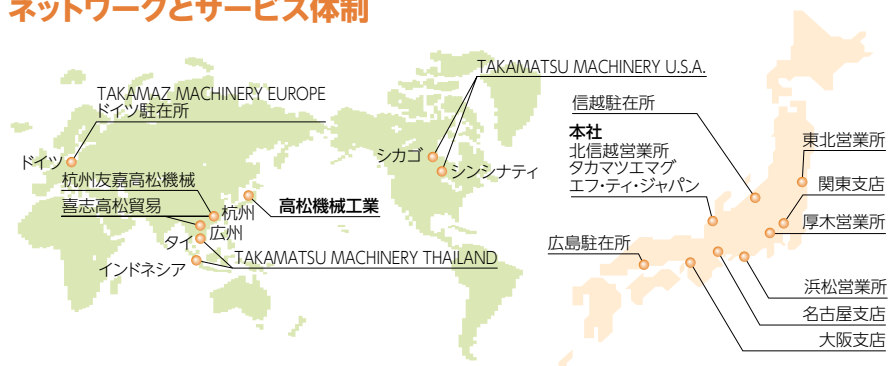 ネットワークとサービス体制
TAKAMATSU MACHINERY U.S.A.
TAKAMAZ MACHINERY EUROPE
ドイツ駐在所
ドイツ
シカゴ
シンシナティ
杭州友嘉高松機械
喜志高松貿易
杭州
高松機械工業
広州
タイ
TAKAMATSU MACHINERY THAILAND
インドネシア
信越駐在所
本社
北信越営業所
タカマツエマグ
エフ・ティ・ジャパン
広島駐在所
東北営業所
関東支店
厚木営業所
浜松営業所
名古屋支店
大阪支店